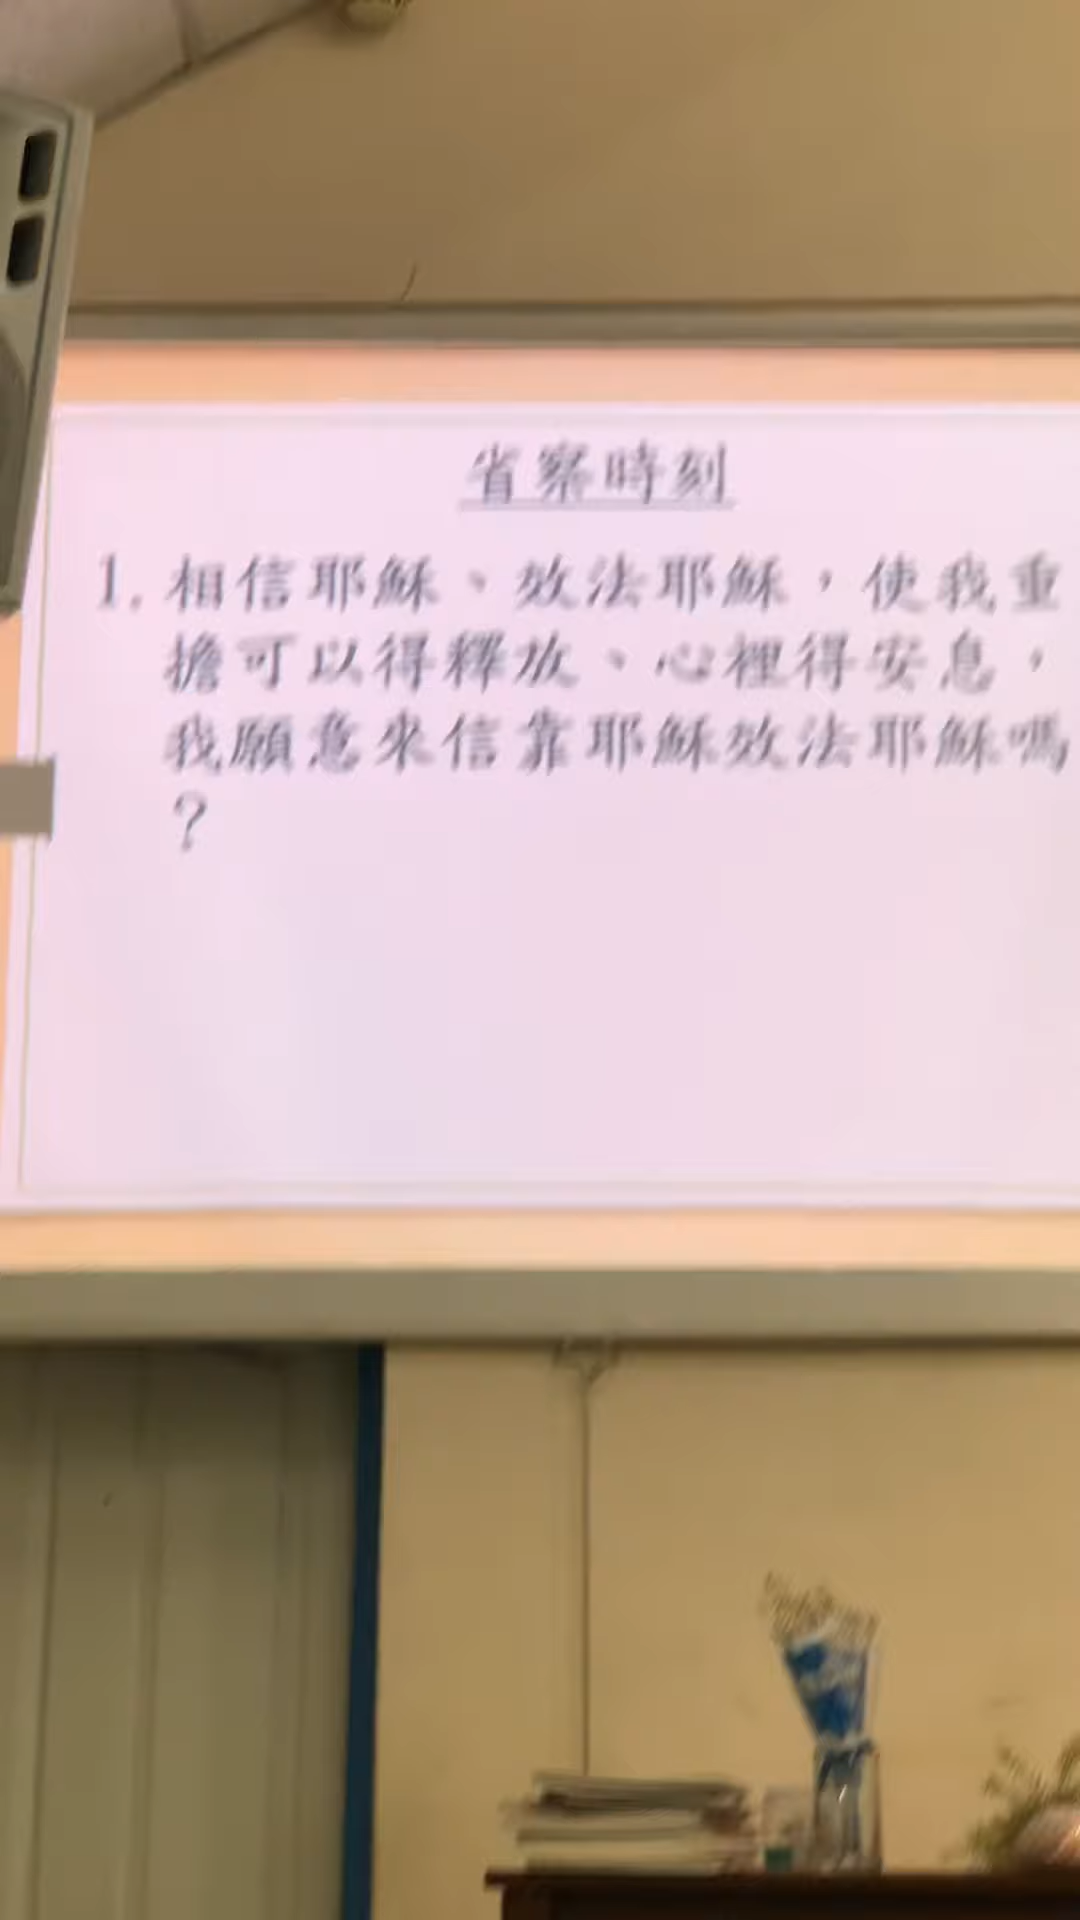 省察時刻
1. 相信耶穌、效法耶穌，使我重
擔可以得釋放、心裡得安息，
我願意來信靠耶穌效法耶穌嗎
？